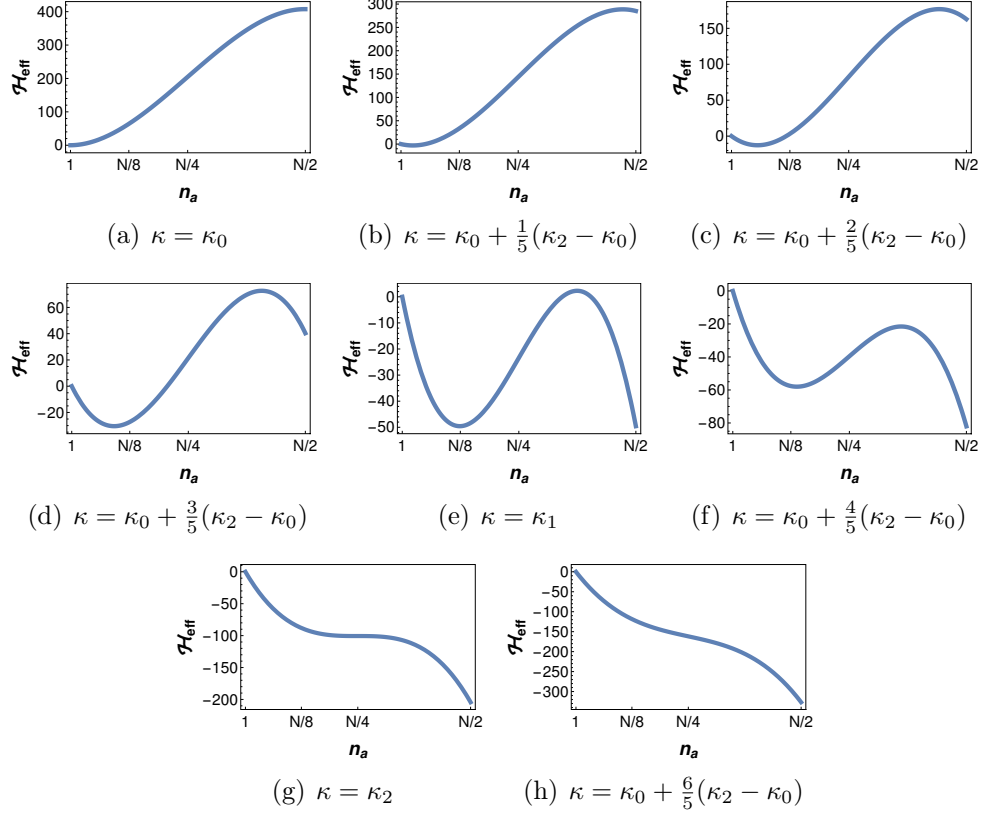 400
300
200
100
0
ℋeff
1 N/8 N/4 N/2
na
(a) κ = κ0
300
250
200
150
100
50
0
ℋeff
1 N/8 N/4 N/2
na
(b) κ = κ0 + 1/5(κ2 − κ0)
150
100
50
0
ℋeff
1 N/8 N/4 N/2
na
(c) κ = κ0 + 2/5(κ2 − κ0)
60
40
20
0
−20
ℋeff
1 N/8 N/4 N/2
na
(d) κ = κ0 + 3/5(κ2 − κ0)
0
−10
−20
−30
−40
−50
ℋeff
1 N/8 N/4 N/2
na
(e) κ = κ1
0
−20
−40
−60
−80
ℋeff
1 N/8 N/4 N/2
na
(f) κ = κ0 + 4/5(κ2 − κ0)
0
−50
−100
−150
−200
ℋeff
1 N/8 N/4 N/2
na
(g) κ = κ2
0
−50
−100
−150
−200
−250
−300
ℋeff
1 N/8 N/4 N/2
na
(h) κ = κ0 + 6/5(κ2 − κ0)